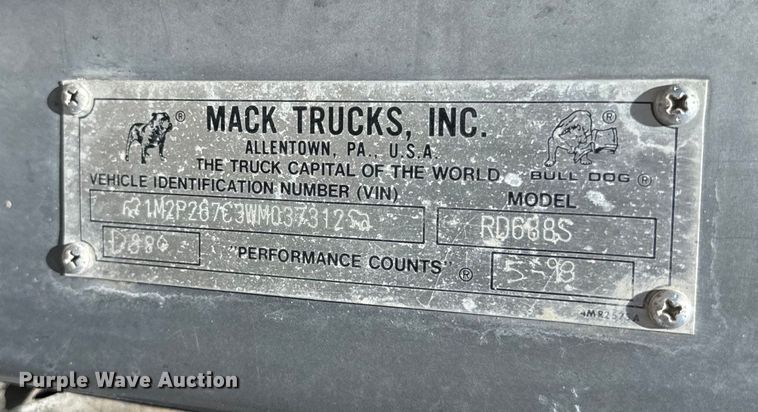 MACK TRUCKS, INC.
ALLENTOWN, PA., U.S.A.
THE TRUCK CAPITAL OF THE WORLD
BULL DOG ®
VEHICLE IDENTIFICATION NUMBER (VIN)
MODEL
1M2P267C3WM037312
RD688S
"PERFORMANCE COUNTS" ®
5-98
Purple Wave Auction